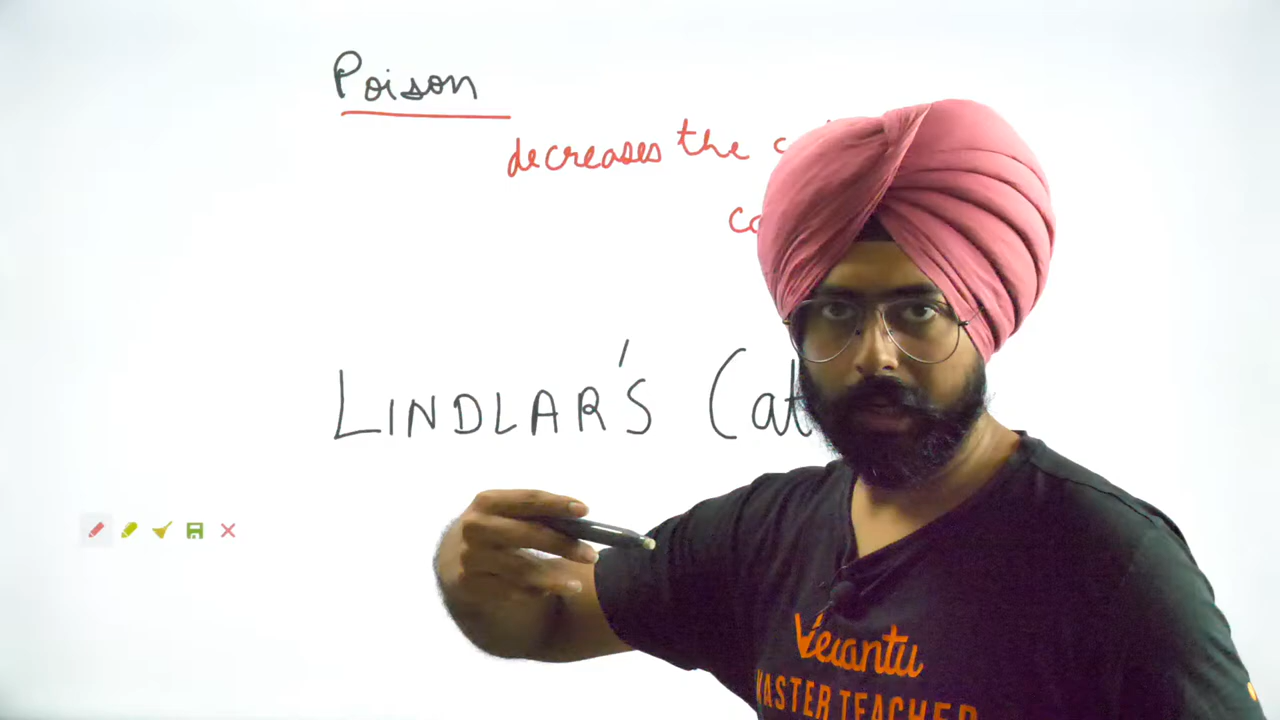 Poison
decreases the
LINDLAR'S
Vedantu
MASTER TEACHER